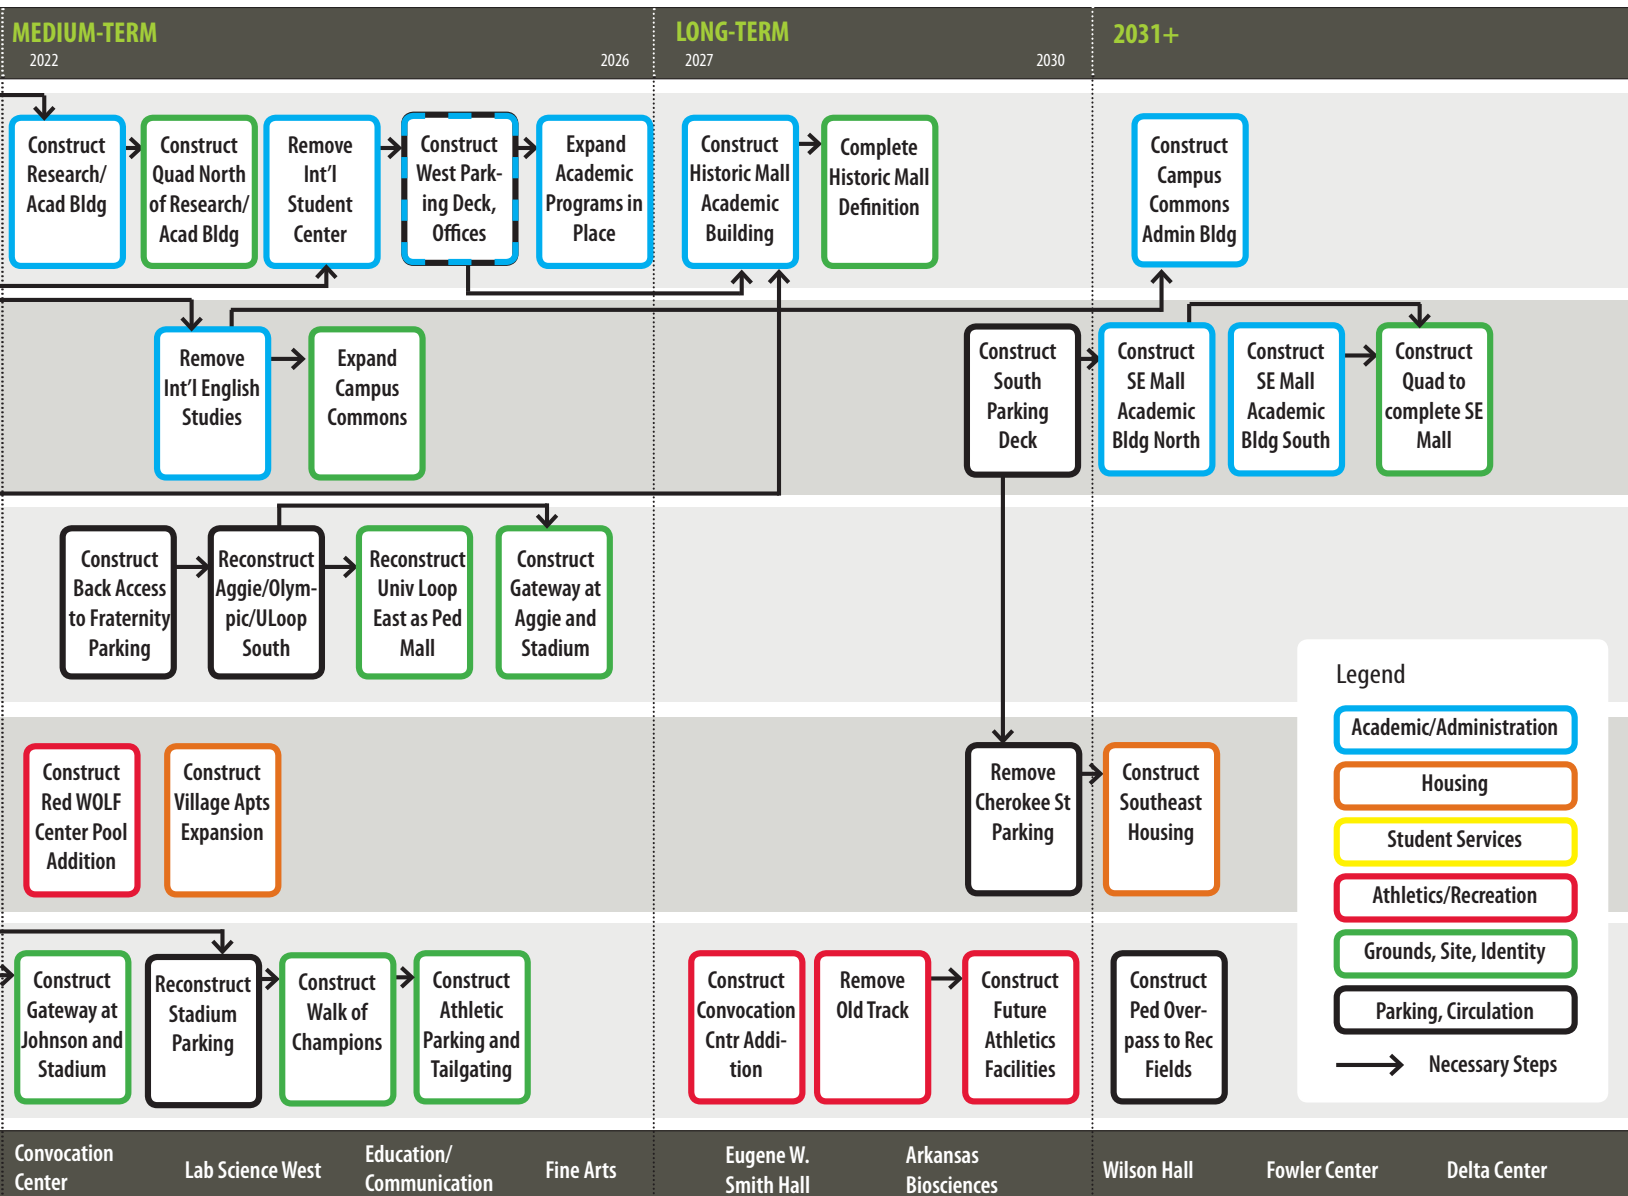 MEDIUM-TERM
2022
2026
LONG-TERM
2027
2030
2031+
Construct
Research/
Acad Bldg
Construct
Quad North
of Research/
Acad Bldg
Remove
Int'l
Student
Center
Construct
West Park-
ing Deck,
Offices
Expand
Academic
Programs in
Place
Construct
Historic Mall
Academic
Building
Complete
Historic Mall
Definition
Construct
Campus
Commons
Admin Bldg
Remove
Int'l English
Studies
Expand
Campus
Commons
Construct
South
Parking
Deck
Construct
SE Mall
Academic
Bldg North
Construct
SE Mall
Academic
Bldg South
Construct
Quad to
complete SE
Mall
Construct
Back Access
to Fraternity
Parking
Reconstruct
Aggie/Olym-
pic/ULoop
South
Reconstruct
Univ Loop
East as Ped
Mall
Construct
Gateway at
Aggie and
Stadium
Construct
Red WOLF
Center Pool
Addition
Construct
Village Apts
Expansion
Remove
Cherokee St
Parking
Construct
Southeast
Housing
Construct
Gateway at
Johnson and
Stadium
Reconstruct
Stadium
Parking
Construct
Walk of
Champions
Construct
Athletic
Parking and
Tailgating
Construct
Convocation
Cntr Addi-
tion
Remove
Old Track
Construct
Future
Athletics
Facilities
Construct
Ped Over-
pass to Rec
Fields
Legend
Academic/Administration
Housing
Student Services
Athletics/Recreation
Grounds, Site, Identity
Parking, Circulation
Necessary Steps
Convocation
Center
Lab Science West
Education/
Communication
Fine Arts
Eugene W.
Smith Hall
Arkansas
Biosciences
Wilson Hall
Fowler Center
Delta Center